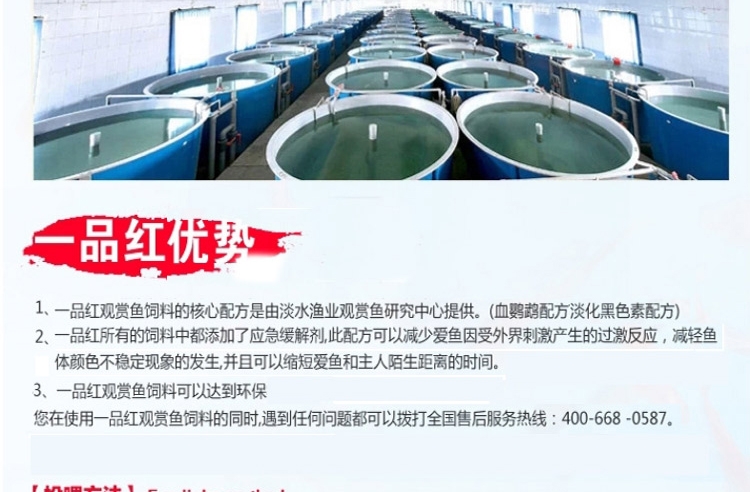 一品红优势
1、一品红观赏鱼饲料的核心配方是由淡水渔业观赏鱼研究中心提供。(血鹦鹉配方淡化黑色素配方)
2、一品红所有的饲料中都添加了应急缓解剂,此配方可以减少爱鱼因受外界刺激产生的过激反应，减轻鱼
体颜色不稳定现象的发生,并且可以缩短爱鱼和主人陌生距离的时间。
3、一品红观赏鱼饲料可以达到环保
您在使用一品红观赏鱼饲料的同时,遇到任何问题都可以拨打全国售后服务热线：400-668 -0587。